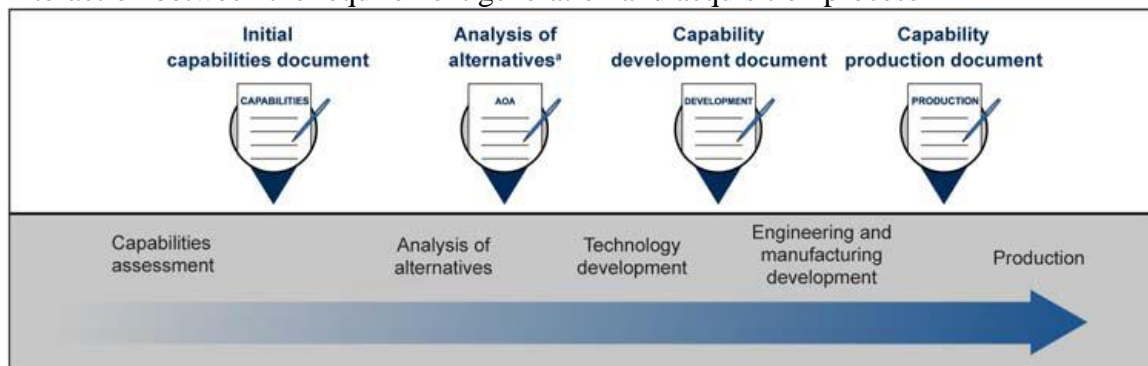 Initial
capabilities document
Analysis of
alternativesª
Capability
development document
Capability
production document
CAPABILITIES
AOA
DEVELOPMENT
PRODUCTION
Capabilities
assessment
Analysis of
alternatives
Technology
development
Engineering and
manufacturing
development
Production